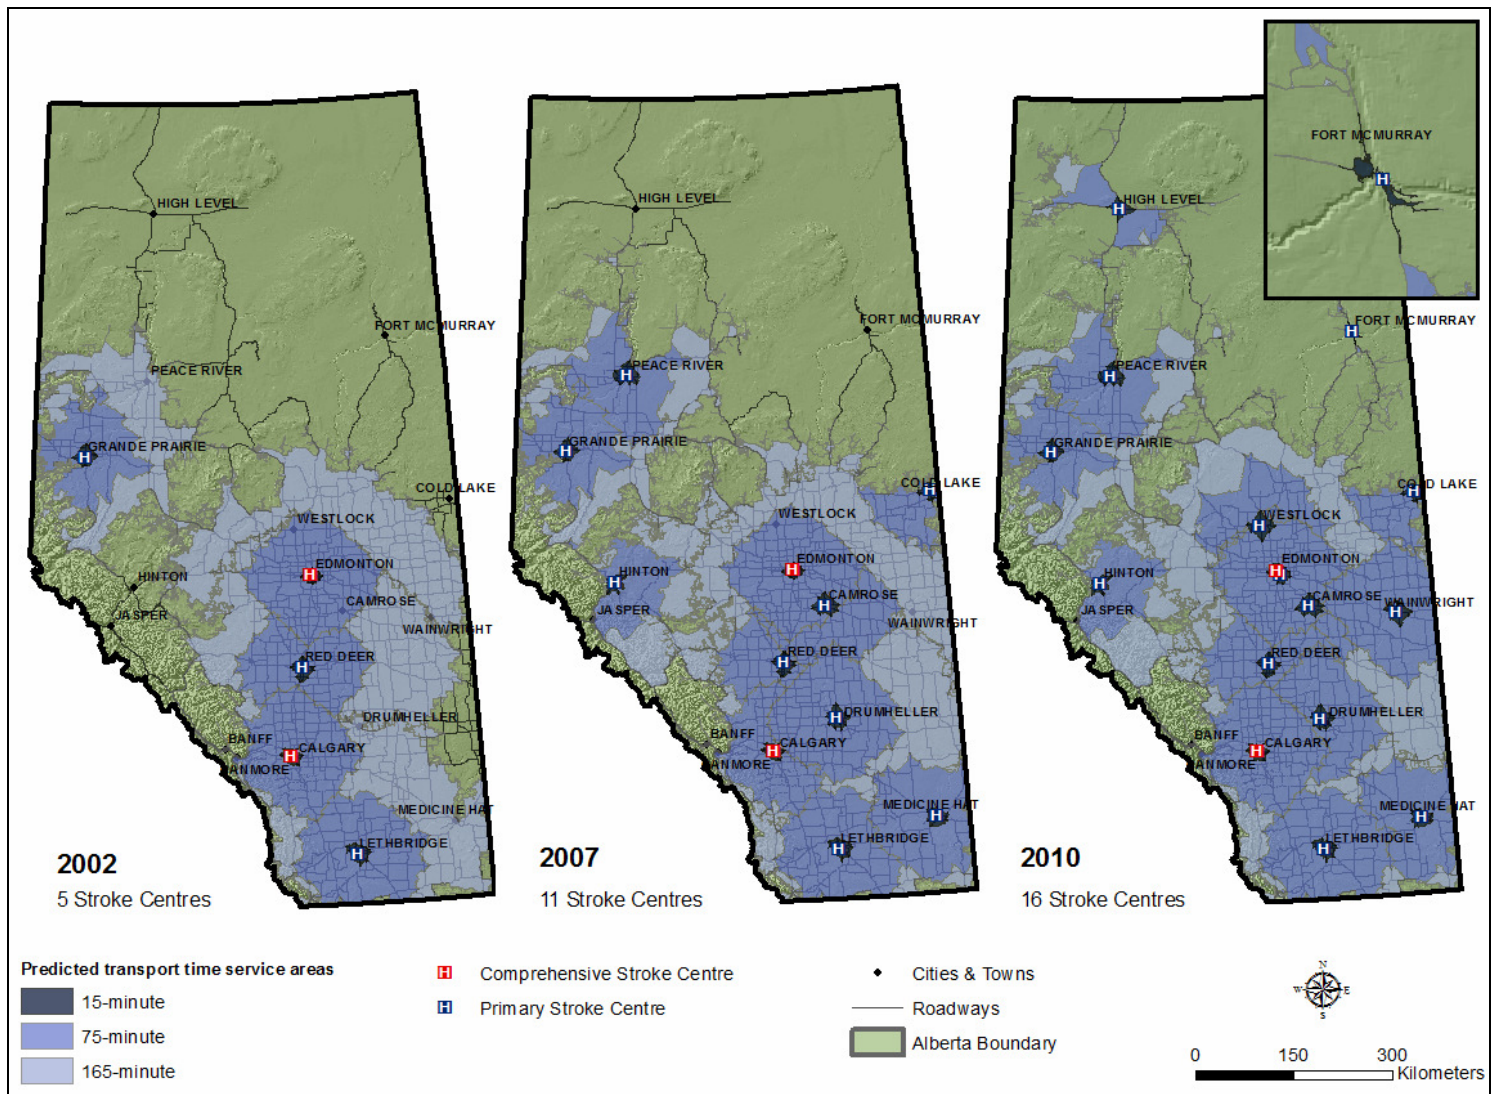 HIGH LEVEL
FORT MCMURRAY
PEACE RIVER
GRANDE PRAIRIE
COLD LAKE
WESTLOCK
EDMONTON
HINTON
CAMROSE
JASPER
WAINWRIGHT
RED DEER
DRUMHELLER
BANFF
CALGARY
ANMORE
MEDICINE HAT
LETHBRIDGE
2002
5 Stroke Centres
HIGH LEVEL
FORT MCMURRAY
PEACE RIVER
GRANDE PRAIRIE
COLD LAKE
WESTLOCK
EDMONTON
HINTON
CAMROSE
JASPER
WAINWRIGHT
RED DEER
DRUMHELLER
BANFF
CALGARY
ANMORE
MEDICINE HAT
LETHBRIDGE
2007
11 Stroke Centres
FORT MCMURRAY
H
HIGH LEVEL
FORT MCMURRAY
PEACE RIVER
GRANDE PRAIRIE
COLD LAKE
WESTLOCK
EDMONTON
HINTON
CAMROSE
WAINWRIGHT
JASPER
RED DEER
DRUMHELLER
BANFF
CALGARY
ANMORE
MEDICINE HAT
LETHBRIDGE
2010
16 Stroke Centres
Predicted transport time service areas
15-minute
75-minute
165-minute
H Comprehensive Stroke Centre
H Primary Stroke Centre
Cities & Towns
Roadways
Alberta Boundary
N
W E
S
0 150 300
Kilometers